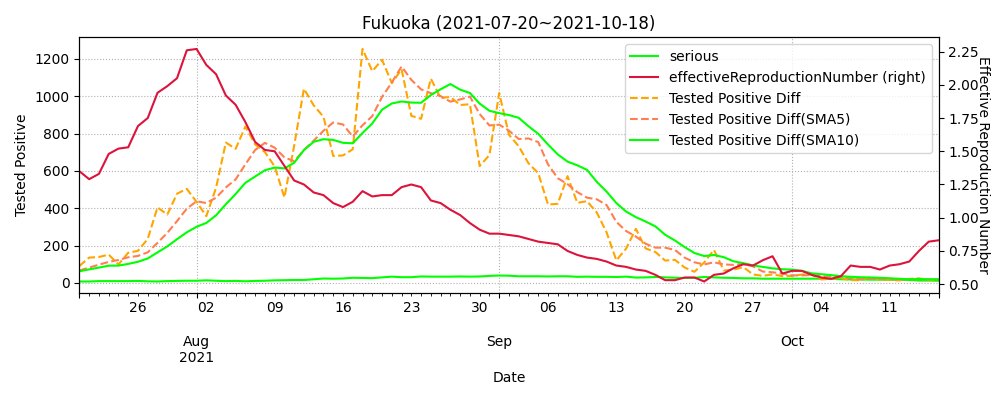 Fukuoka (2021-07-20~2021-10-18)
serious
effectiveReproductionNumber (right)
Tested Positive Diff
Tested Positive Diff(SMA5)
Tested Positive Diff(SMA10)
Tested Positive
1200
1000
800
600
400
200
0
2.25
2.00
1.75
1.50
1.25
1.00
0.75
0.50
Effective Reproduction Number
26 02 09 16 23 30 06 13 20 27 04 11
Aug Sep Oct
2021
Date